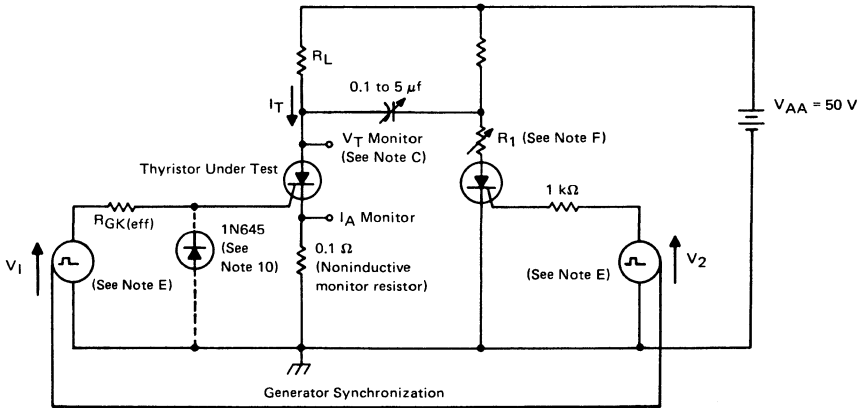 R_L
0.1 to 5 μf
I_T
V_AA = 50 V
V_T Monitor
(See Note C)
R_1 (See Note F)
Thyristor Under Test
1 kΩ
R_GK(eff)
I_A Monitor
1N645
(See
Note 10)
0.1 Ω
(Noninductive
monitor resistor)
V_I
(See Note E)
(See Note E)
V_2
Generator Synchronization